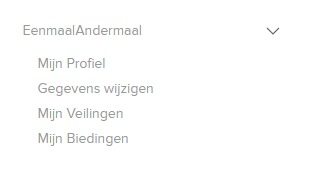 EenmaalAndermaal
Mijn Profiel
Gegevens wijzigen
Mijn Veilingen
Mijn Biedingen